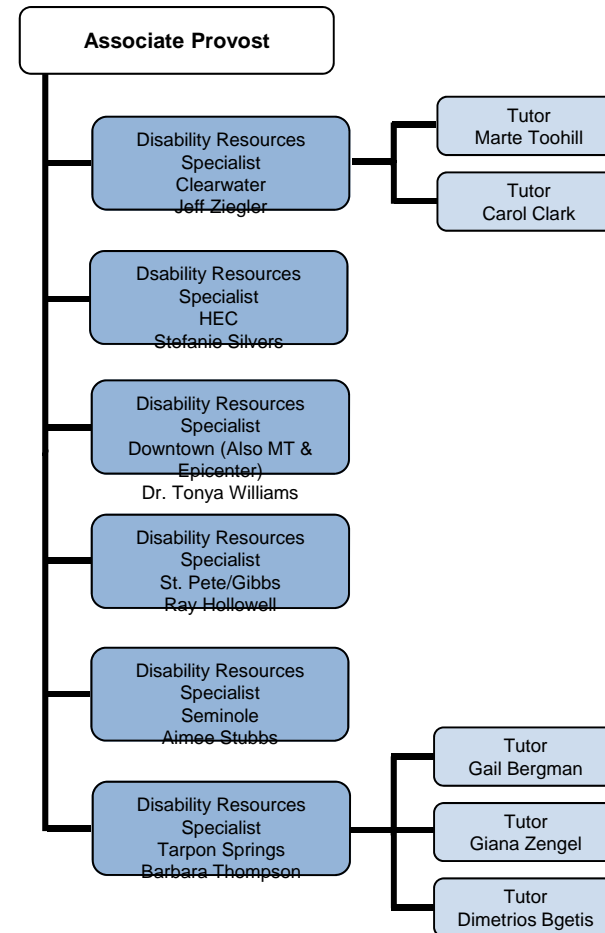 Associate Provost
Disability Resources
Specialist
Clearwater
Jeff Ziegler
Tutor
Marte Toohill
Tutor
Carol Clark
Dsability Resources
Specialist
HEC
Stefanie Silvers
Disability Resources
Specialist
Downtown (Also MT &
Epicenter)
Dr. Tonya Williams
Disability Resources
Specialist
St. Pete/Gibbs
Ray Hollowell
Disability Resources
Specialist
Seminole
Aimee Stubbs
Disability Resources
Specialist
Tarpon Springs
Barbara Thompson
Tutor
Gail Bergman
Tutor
Giana Zengel
Tutor
Dimetrios Bgetis